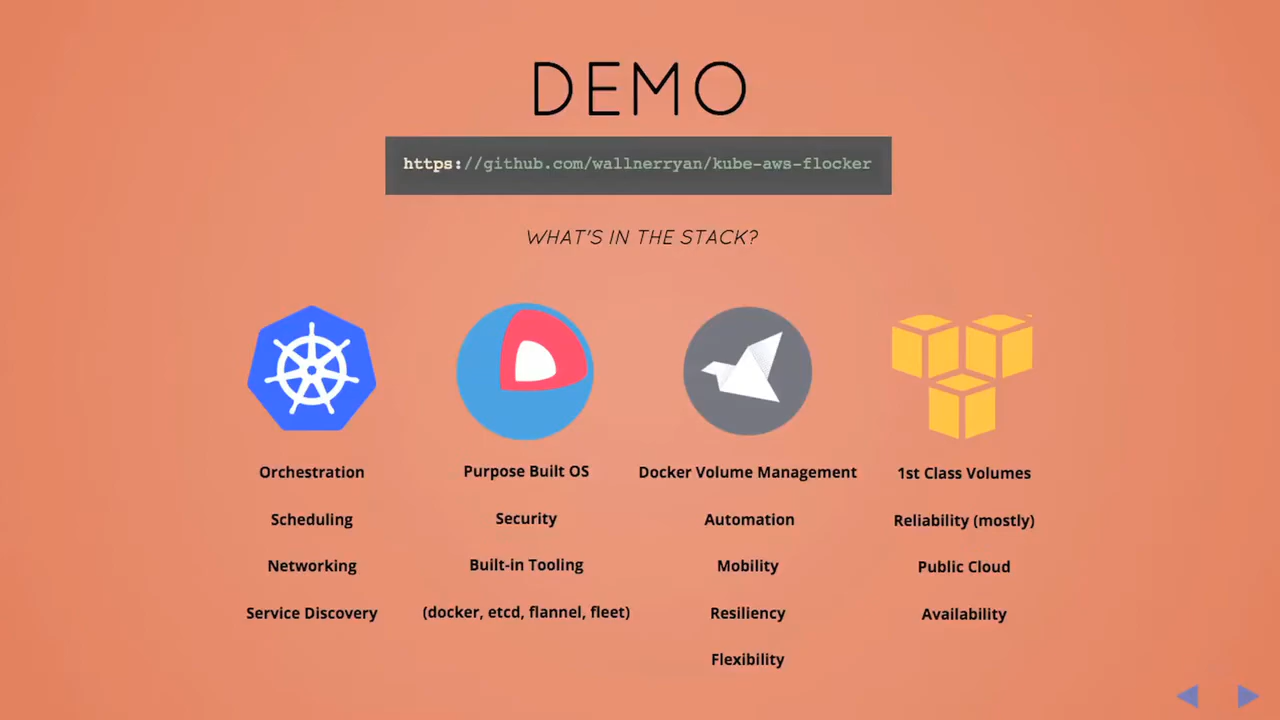 DEMO
https://github.com/wallnerryan/kube-aws-flocker
WHAT'S IN THE STACK?
Orchestration
Scheduling
Networking
Service Discovery
Purpose Built OS
Security
Built-in Tooling
(docker, etcd, flannel, fleet)
Docker Volume Management
Automation
Mobility
Resiliency
Flexibility
1st Class Volumes
Reliability (mostly)
Public Cloud
Availability